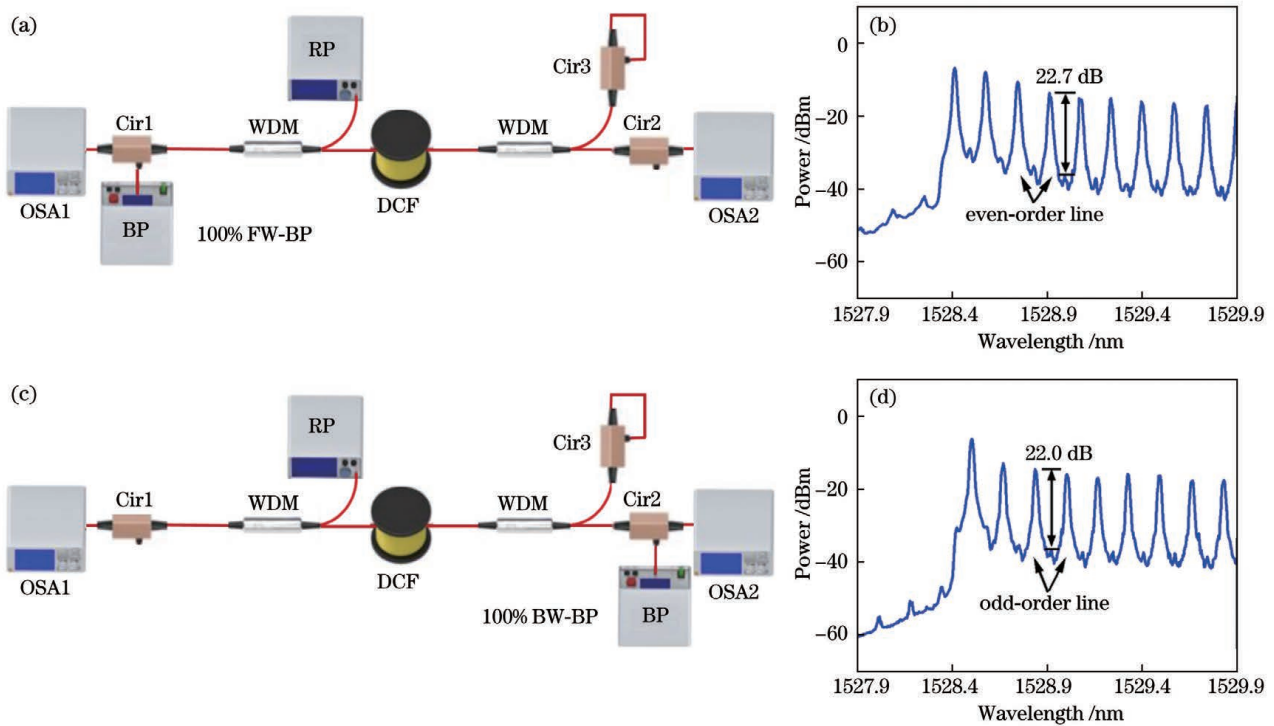 (a)
RP
Cir3
Cir1
WDM
WDM
Cir2
OSA1
BP
100% FW-BP
DCF
OSA2
(b)
Power /dBm
0
−20
−40
−60
22.7 dB
even-order line
1527.9 1528.4 1528.9 1529.4 1529.9
Wavelength /nm
(c)
RP
Cir3
Cir1
WDM
WDM
Cir2
OSA1
DCF
OSA2
100% BW-BP
BP
(d)
Power /dBm
0
−20
−40
−60
22.0 dB
odd-order line
1527.9 1528.4 1528.9 1529.4 1529.9
Wavelength /nm